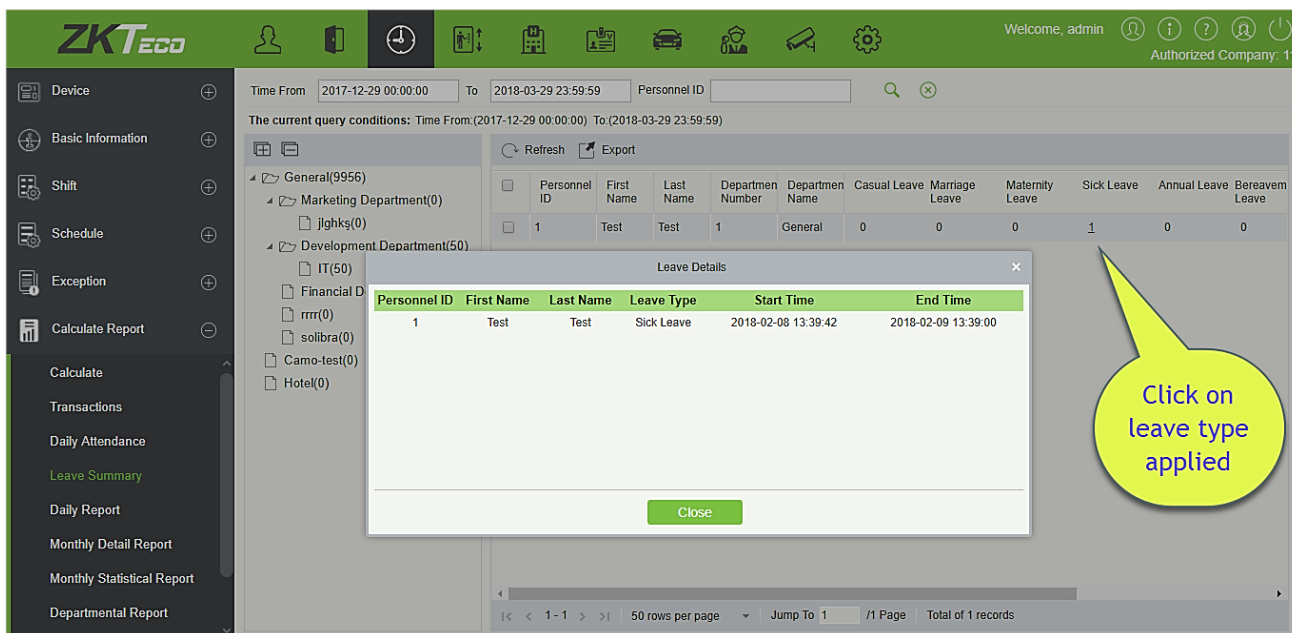 ZKTECO
Welcome, admin
Authorized Company: 1
Device
Basic Information
Shift
Schedule
Exception
Calculate Report
Calculate
Transactions
Daily Attendance
Leave Summary
Daily Report
Monthly Detail Report
Monthly Statistical Report
Departmental Report
Time From 2017-12-29 00:00:00 To 2018-03-29 23:59:59 Personnel ID
The current query conditions: Time From:(2017-12-29 00:00:00) To:(2018-03-29 23:59:59)
General(9956)
Marketing Department(0)
jlghkş(0)
Development Department(50)
IT(50)
Financial D
rrrr(0)
solibra(0)
Camo-test(0)
Hotel(0)
Refresh Export
Personnel ID First Name Last Name Departmen Number Departmen Name Casual Leave Marriage Leave Maternity Leave Sick Leave Annual Leave Bereavem Leave
1 Test Test 1 General 0 0 0 1 0 0
Leave Details
Personnel ID First Name Last Name Leave Type Start Time End Time
1 Test Test Sick Leave 2018-02-08 13:39:42 2018-02-09 13:39:00
Close
Click on
leave type
applied
1 - 1 50 rows per page Jump To 1 /1 Page Total of 1 records